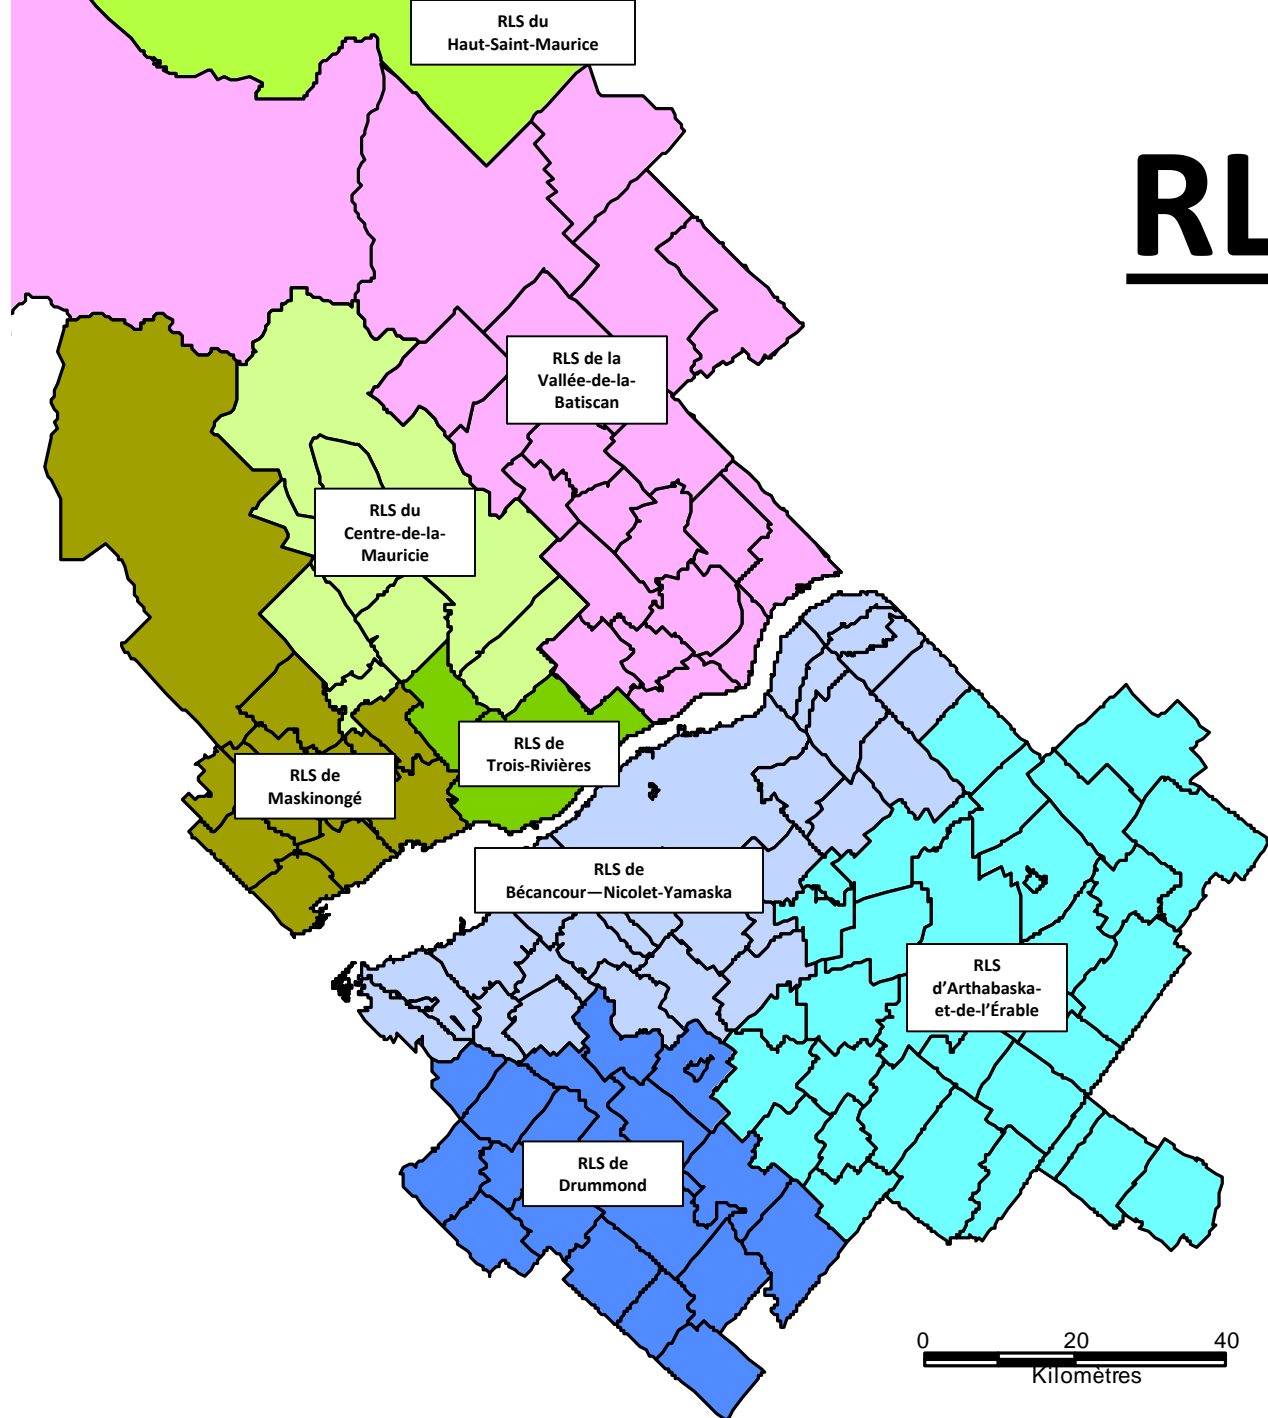 RLS du
Haut-Saint-Maurice
RL
RLS de la
Vallée-de-la-
Batiscan
RLS du
Centre-de-la-
Mauricie
RLS de
Trois-Rivières
RLS de
Maskinongé
RLS de
Bécancour—Nicolet-Yamaska
RLS
d'Arthabaska-
et-de-l'Érable
RLS de
Drummond
0 20 40
Kilomètres